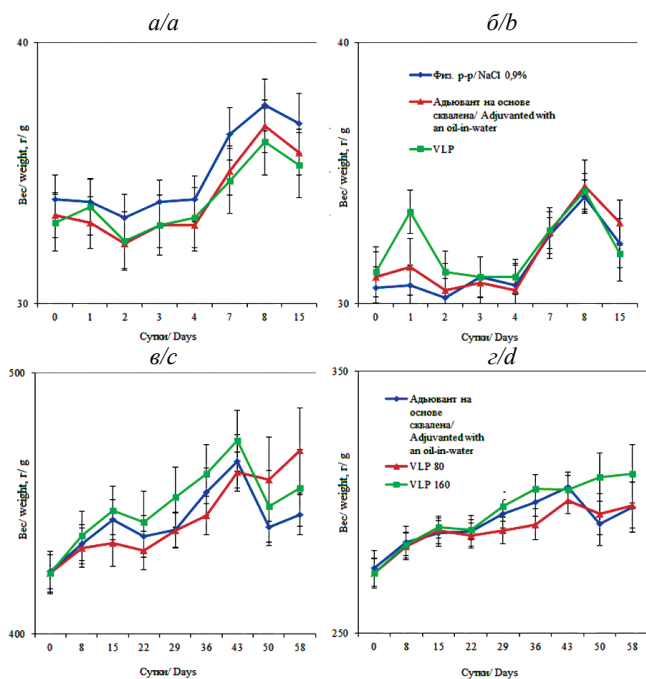 а/a
б/b
40
30
Вес/ weight, г/ g
0 1 2 3 4 7 8 15
Сутки/ Days
40
30
Вес/ weight, г/ g
Физ. р-р/ NaCl 0,9%
Адьювант на основе
сквалена/ Adjuvanted with
an oil-in-water
VLP
0 1 2 3 4 7 8 15
Сутки/ Days
в/c
г/d
500
400
Вес/ weight, г/ g
0 8 15 22 29 36 43 50 58
Сутки/ Days
350
250
Вес/ weight, г/ g
Адьювант на
основе
сквалена/
Adjuvanted with
an oil-in-water
VLP 80
VLP 160
0 8 15 22 29 36 43 50 58
Сутки/ Days